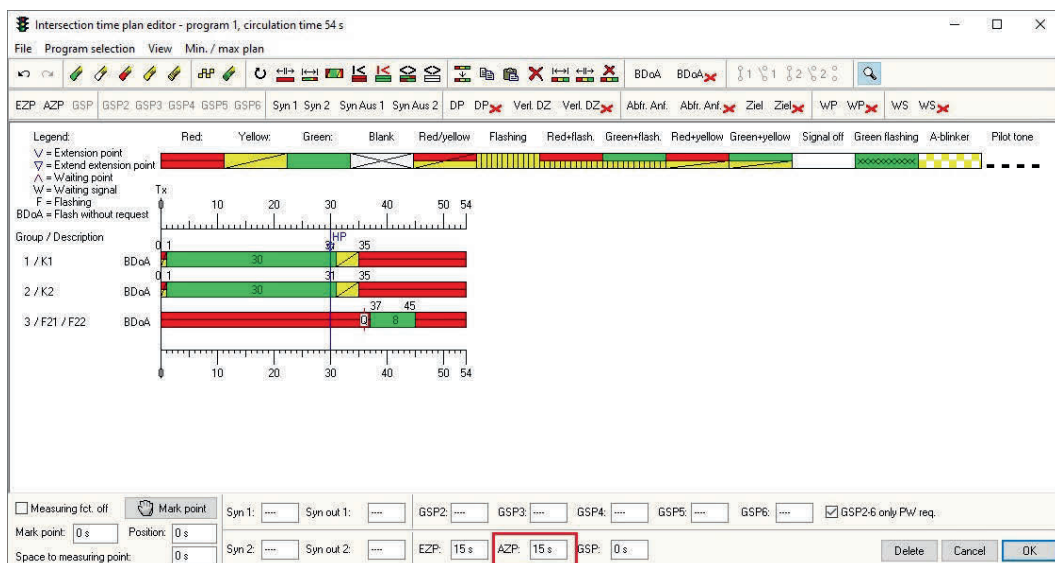 Intersection time plan editor - program 1, circulation time 54 s
File Program selection View Min. / max plan
BDoA BDoA 1 1 2 2
EZP AZP GSP GSP2 GSP3 GSP4 GSP5 GSP6 Syn 1 Syn 2 Syn Aus 1 Syn Aus 2 DP DP Verl. DZ Verl. DZ Abfr. Anf. Abfr. Anf. Ziel Ziel WP WP WS WS
Legend: Red: Yellow: Green: Blank Red/yellow Flashing Red+flash. Green+flash. Red+yellow Green+yellow Signal off Green flashing A-blinker Pilot tone
V = Extension point
∇ = Extend extension point
Λ = Waiting point
W = Waiting signal
F = Flashing
BDoA = Flash without request
Tx
0 10 20 30 40 50 54
Group / Description
HP
0 1 35
1 / K1 BDoA 30
0 1 31 35
2 / K2 BDoA 30
37 45
3 / F21 / F22 BDoA Q 8
0 10 20 30 40 50 54
Measuring fct. off Mark point Syn 1: ---- Syn out 1: ---- GSP2: ---- GSP3: ---- GSP4: ---- GSP5: ---- GSP6: ---- GSP2-6 only PW req.
Mark point: 0 s Position: 0 s
Space to measuring point: 0 s Syn 2: ---- Syn out 2: ---- EZP: 15 s AZP: 15 s GSP: 0 s Delete Cancel OK